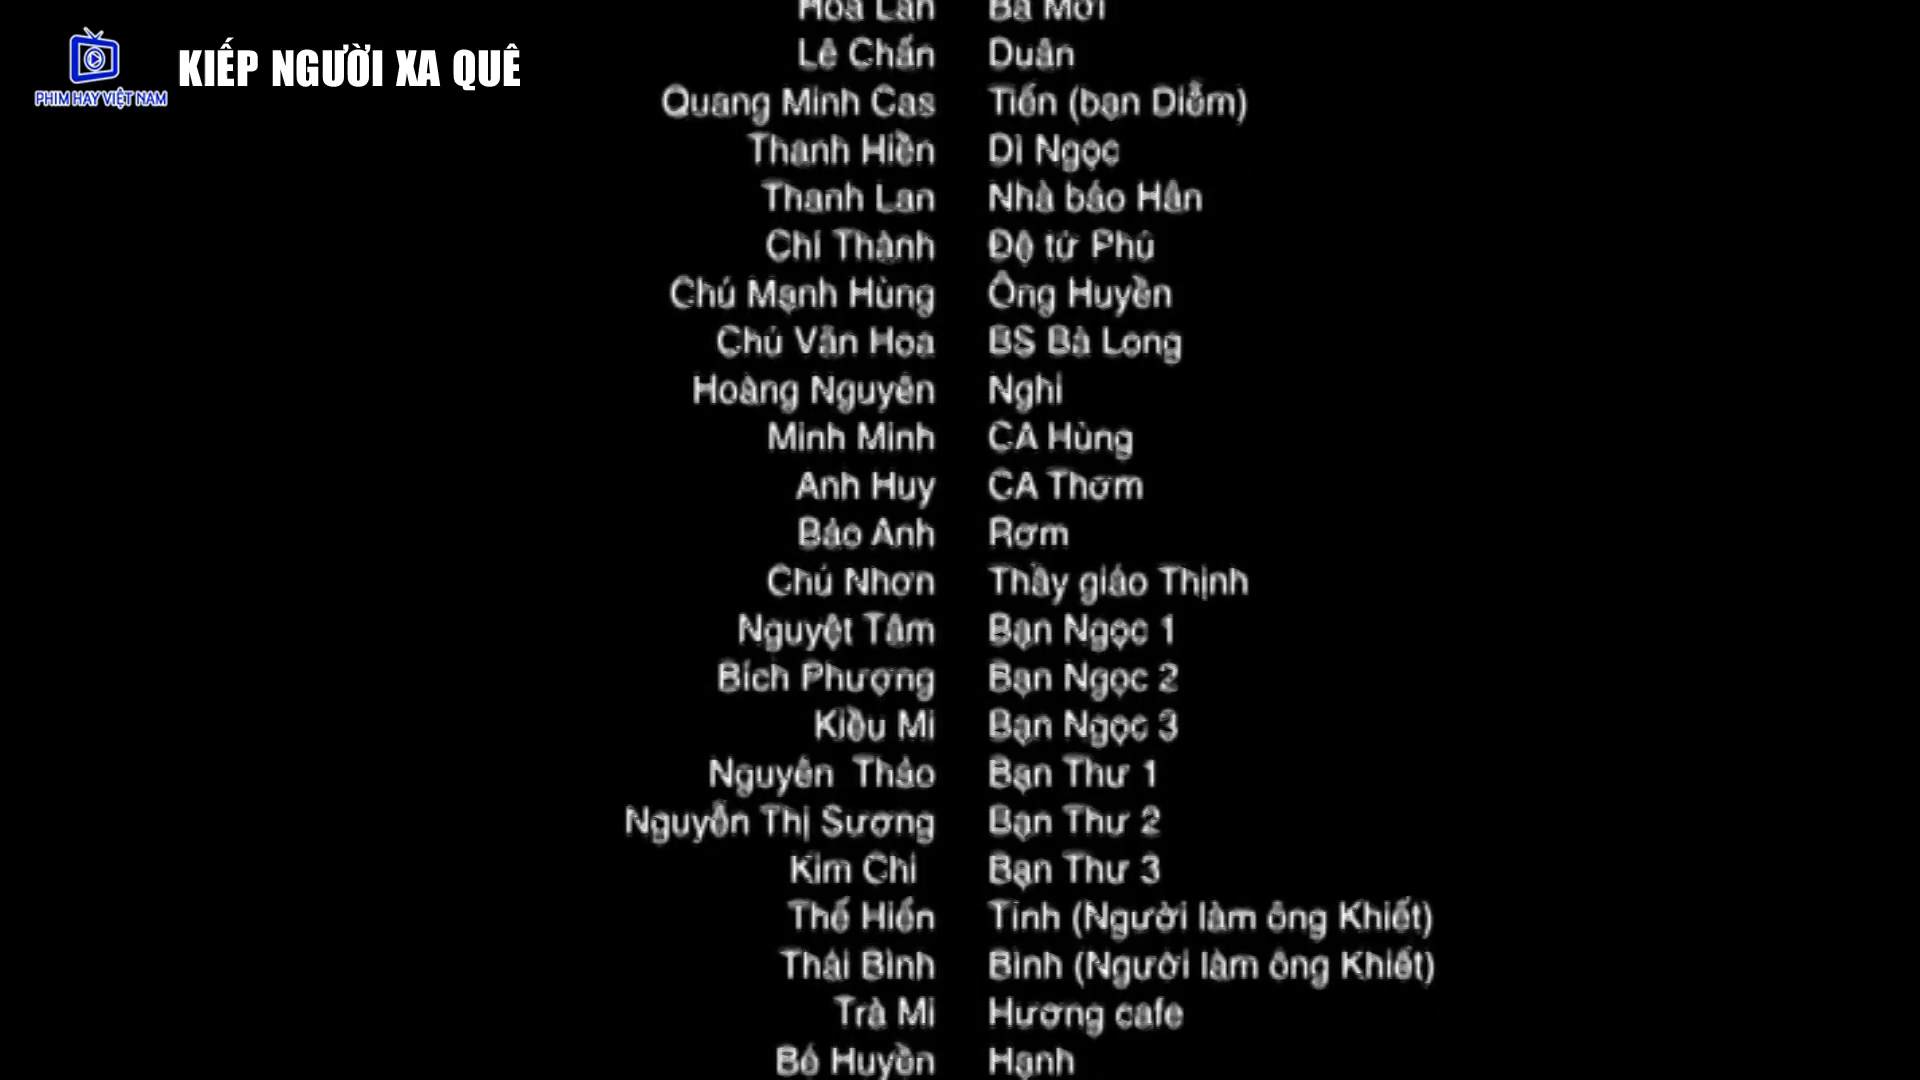 KIẾP NGƯỜI XA QUÊ
PHIM HAY VIỆT NAM
Hoa Lan Bà Mới
Lê Chấn Duân
Quang Minh Cas Tiến (bạn Diễm)
Thanh Hiền Dì Ngọc
Thanh Lan Nhà báo Hân
Chí Thành Đệ tử Phú
Chú Mạnh Hùng Ông Huyền
Chú Văn Hoa BS Bà Long
Hoàng Nguyên Nghi
Minh Minh CA Hùng
Anh Huy CA Thơm
Bảo Anh Rơm
Chú Nhơn Thầy giáo Thịnh
Nguyệt Tâm Bạn Ngọc 1
Bích Phượng Bạn Ngọc 2
Kiều Mi Bạn Ngọc 3
Nguyên Thảo Bạn Thư 1
Nguyễn Thị Sương Bạn Thư 2
Kim Chi Bạn Thư 3
Thế Hiển Tính (Người làm ông Khiết)
Thái Bình Bình (Người làm ông Khiết)
Trà Mi Hương cafe
Bé Huyền Hạnh